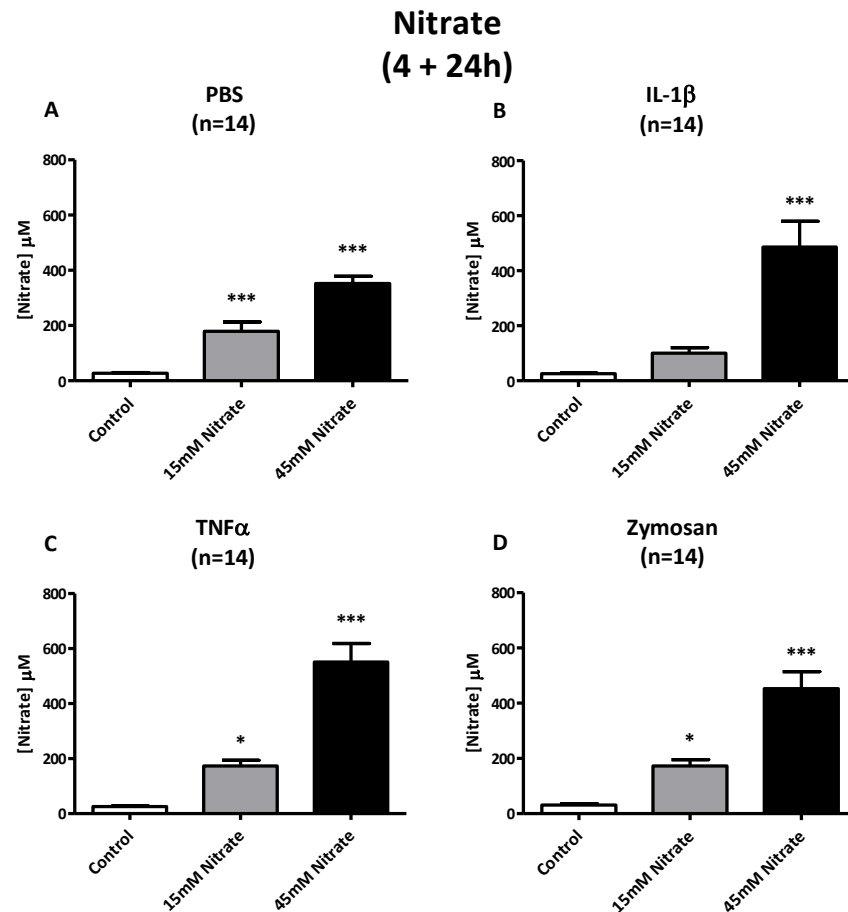 Nitrate
(4 + 24h)
A
PBS
(n=14)
[Nitrate] μM
800
600
400
200
0
***
***
Control
15mM Nitrate
45mM Nitrate
B
IL-1β
(n=14)
[Nitrate] μM
800
600
400
200
0
***
Control
15mM Nitrate
45mM Nitrate
C
TNFα
(n=14)
[Nitrate] μM
800
600
400
200
0
*
***
Control
15mM Nitrate
45mM Nitrate
D
Zymosan
(n=14)
[Nitrate] μM
800
600
400
200
0
*
***
Control
15mM Nitrate
45mM Nitrate